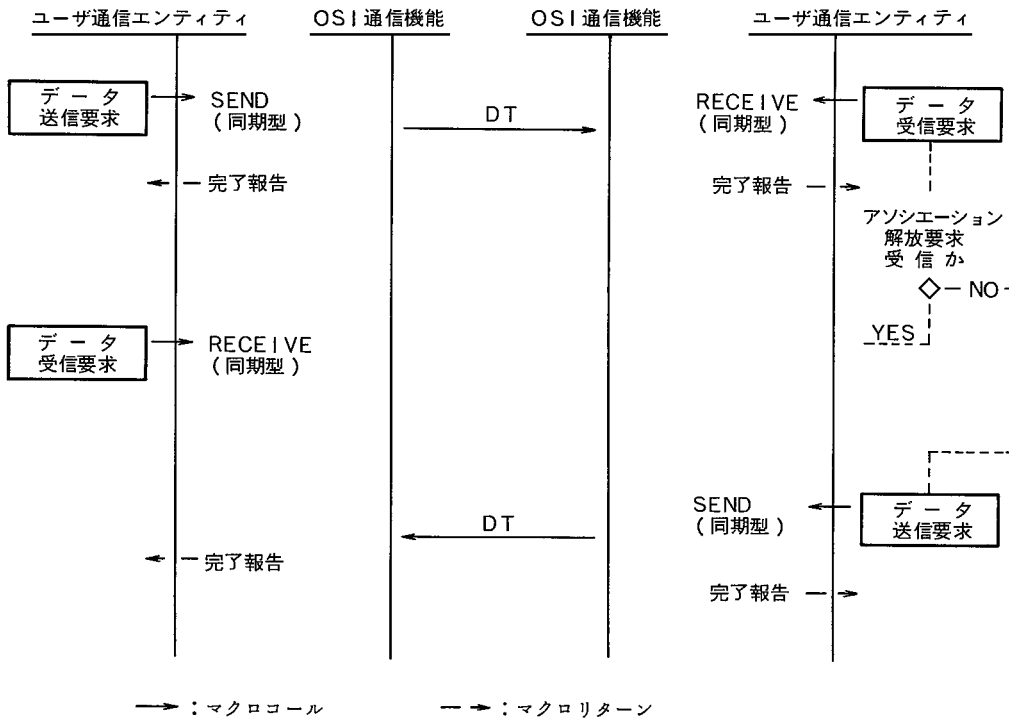 ユーザ通信エンティティ
OSI通信機能
OSI通信機能
ユーザ通信エンティティ
データ
送信要求
SEND
(同期型)
DT
RECEIVE
(同期型)
データ
受信要求
完了報告
完了報告
アソシエーション
解放要求
受信か
NO
YES
データ
受信要求
RECEIVE
(同期型)
SEND
(同期型)
データ
送信要求
DT
完了報告
完了報告
:マクロコール
:マクロリターン